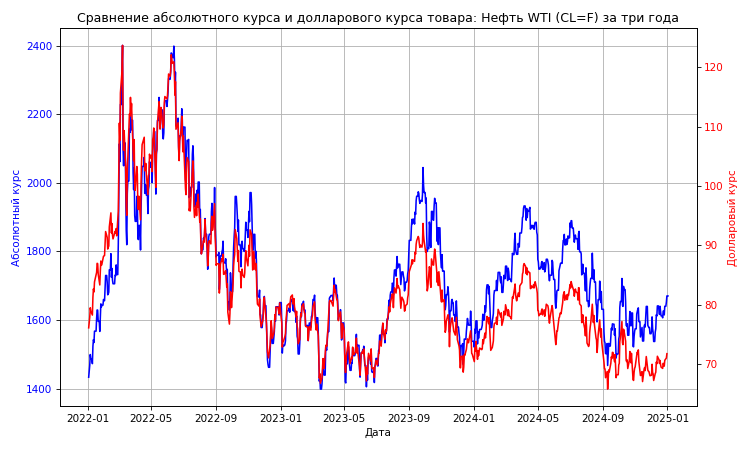 Сравнение абсолютного курса и долларового курса товара: Нефть WTI (CL=F) за три года
Абсолютный курс
2400
2200
2000
1800
1600
1400
Долларовый курс
120
110
100
90
80
70
2022-01 2022-05 2022-09 2023-01 2023-05 2023-09 2024-01 2024-05 2024-09 2025-01
Дата